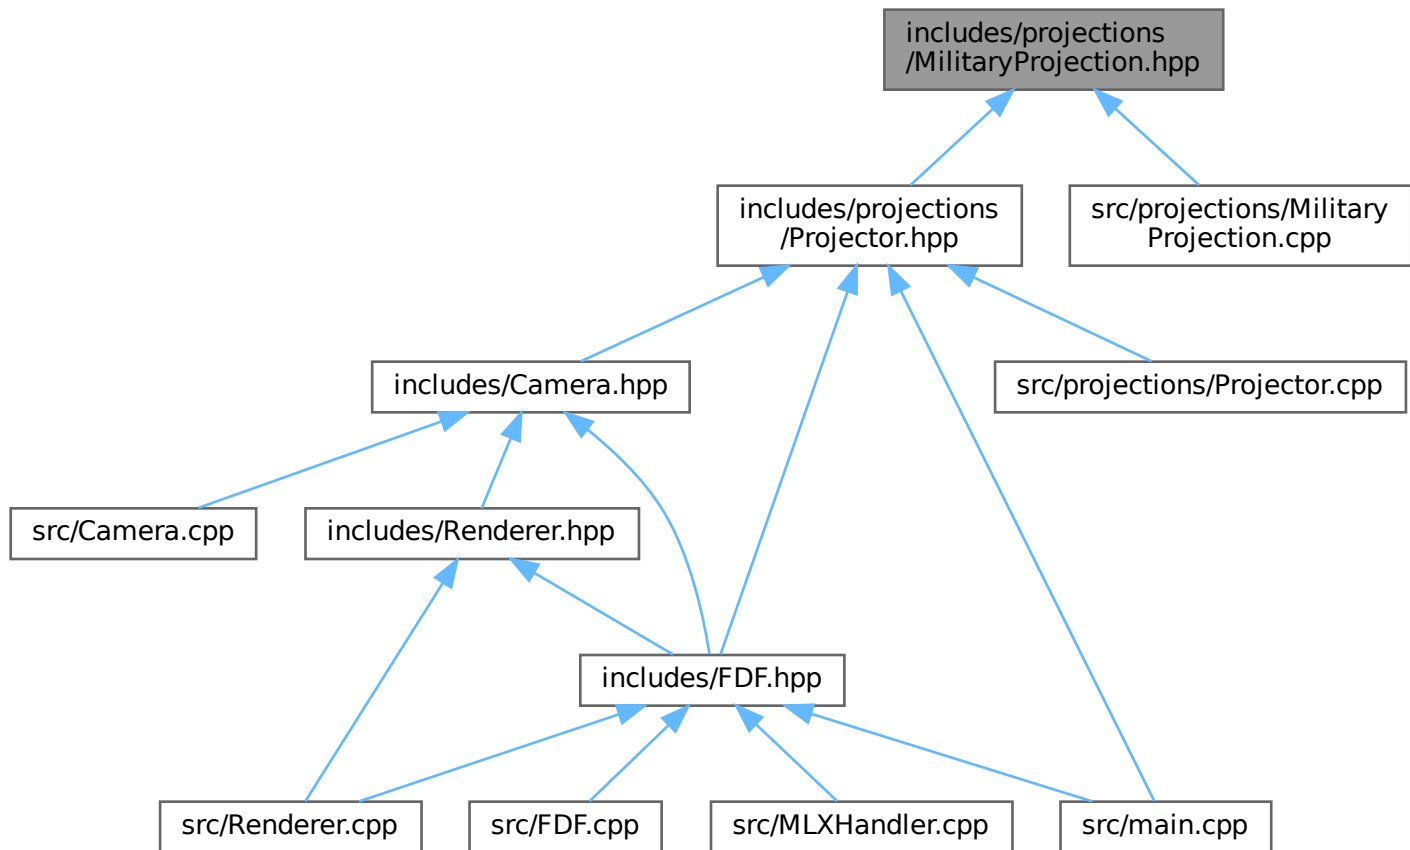 includes/projections
/MilitaryProjection.hpp
includes/projections
/Projector.hpp
src/projections/Military
Projection.cpp
includes/Camera.hpp
src/projections/Projector.cpp
src/Camera.cpp
includes/Renderer.hpp
includes/FDF.hpp
src/Renderer.cpp
src/FDF.cpp
src/MLXHandler.cpp
src/main.cpp